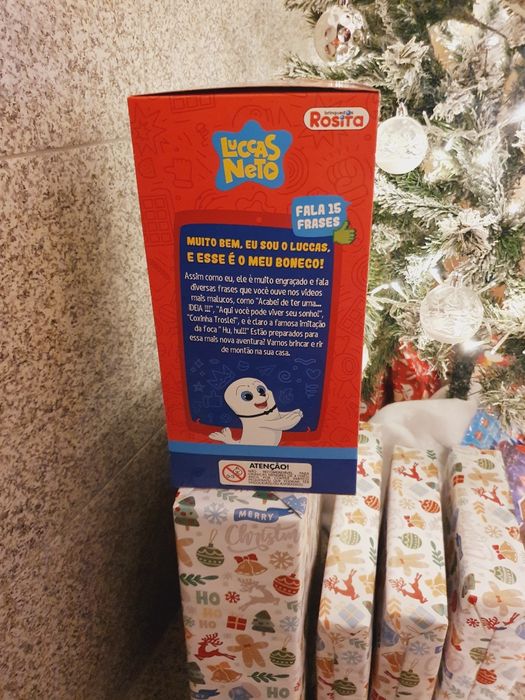 brinquedos
Rosita
LUCCAS
NETO
FALA 15
FRASES
MUITO BEM, EU SOU O LUCCAS,
E ESSE É O MEU BONECO!
Assim como eu, ele é muito engraçado e fala
diversas frases que você ouve nos vídeos
mais malucos, como "Acabei de ter uma...
IDEIA !!!", "Aqui você pode viver seu sonho!",
"Coxinha Troslei", e é claro a famosa imitação
da foca " Hu, hu!!!" Estão preparados para
essa mais nova aventura? Vamos brincar e rir
de montão na sua casa.
ATENÇÃO!
MERRY
Christm
HO
HO
HO